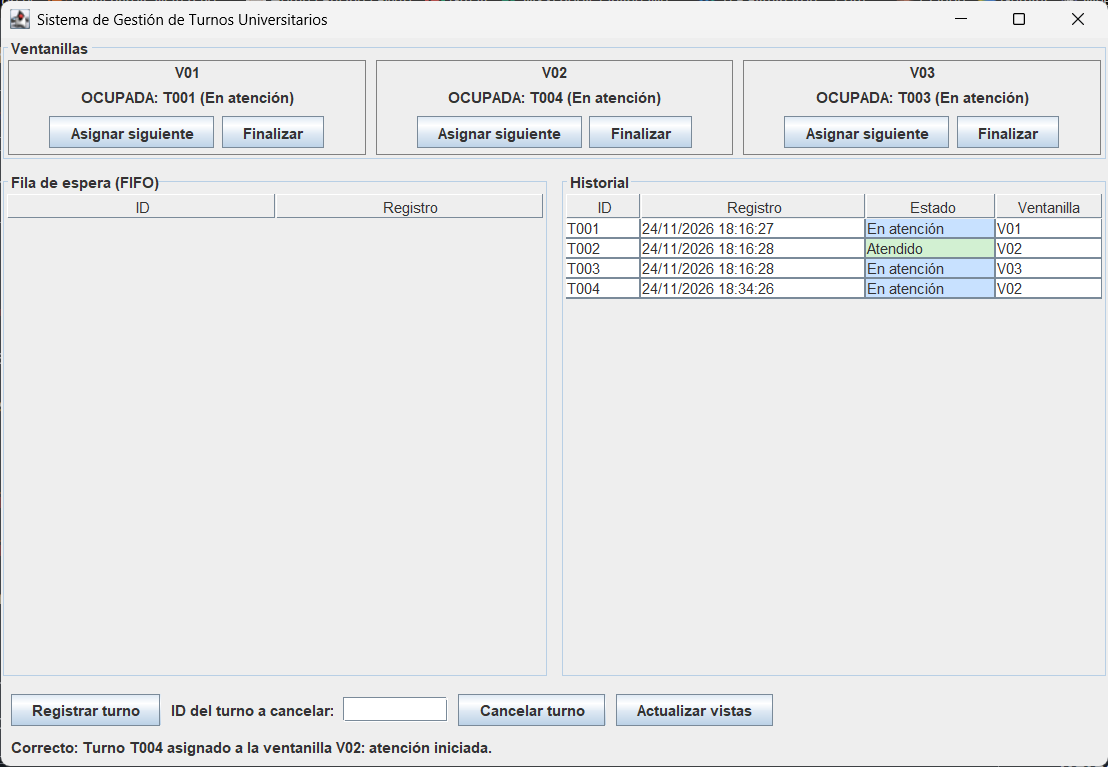 Sistema de Gestión de Turnos Universitarios
Ventanillas
V01
OCUPADA: T001 (En atención)
Asignar siguiente Finalizar
V02
OCUPADA: T004 (En atención)
Asignar siguiente Finalizar
V03
OCUPADA: T003 (En atención)
Asignar siguiente Finalizar
Fila de espera (FIFO)
ID Registro
Historial
ID Registro Estado Ventanilla
T001 24/11/2026 18:16:27 En atención V01
T002 24/11/2026 18:16:28 Atendido V02
T003 24/11/2026 18:16:28 En atención V03
T004 24/11/2026 18:34:26 En atención V02
Registrar turno ID del turno a cancelar: Cancelar turno Actualizar vistas
Correcto: Turno T004 asignado a la ventanilla V02: atención iniciada.